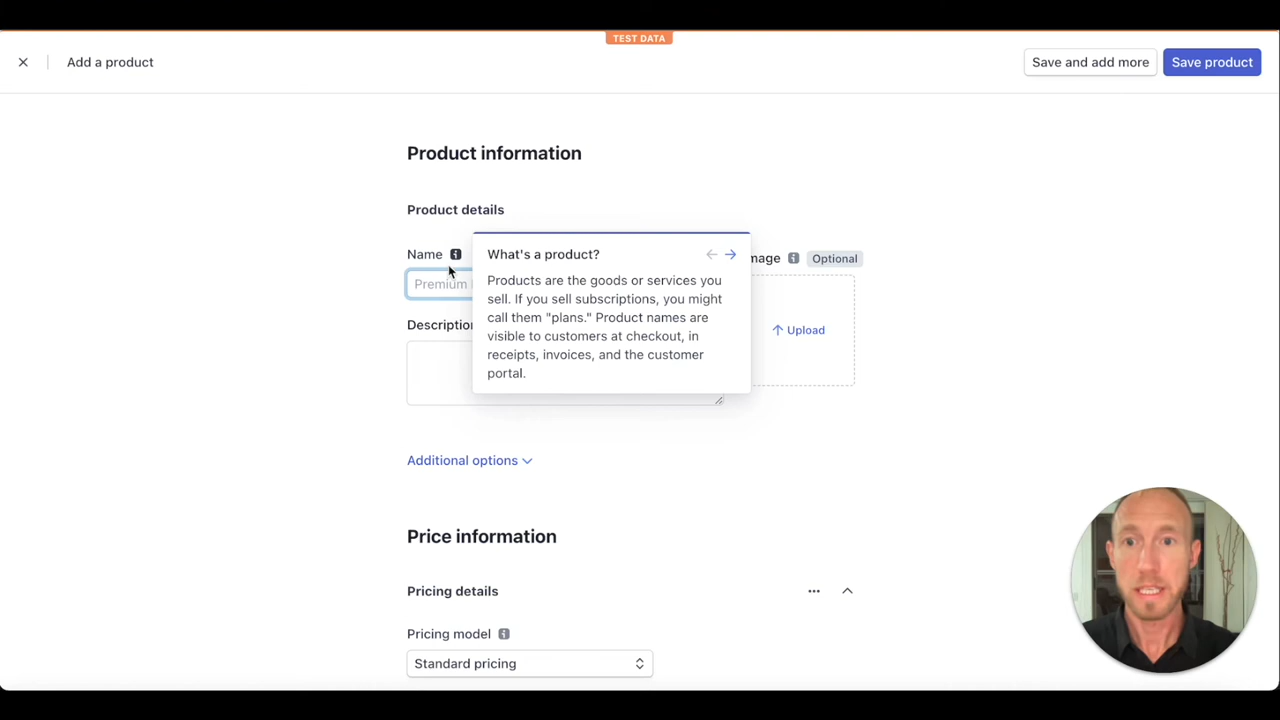 TEST DATA
Add a product
Save and add more
Save product
Product information
Product details
Name
What's a product?
mage
Optional
Premium
Products are the goods or services you
sell. If you sell subscriptions, you might
call them "plans." Product names are
visible to customers at checkout, in
receipts, invoices, and the customer
portal.
Description
Upload
Additional options
Price information
Pricing details
Pricing model
Standard pricing